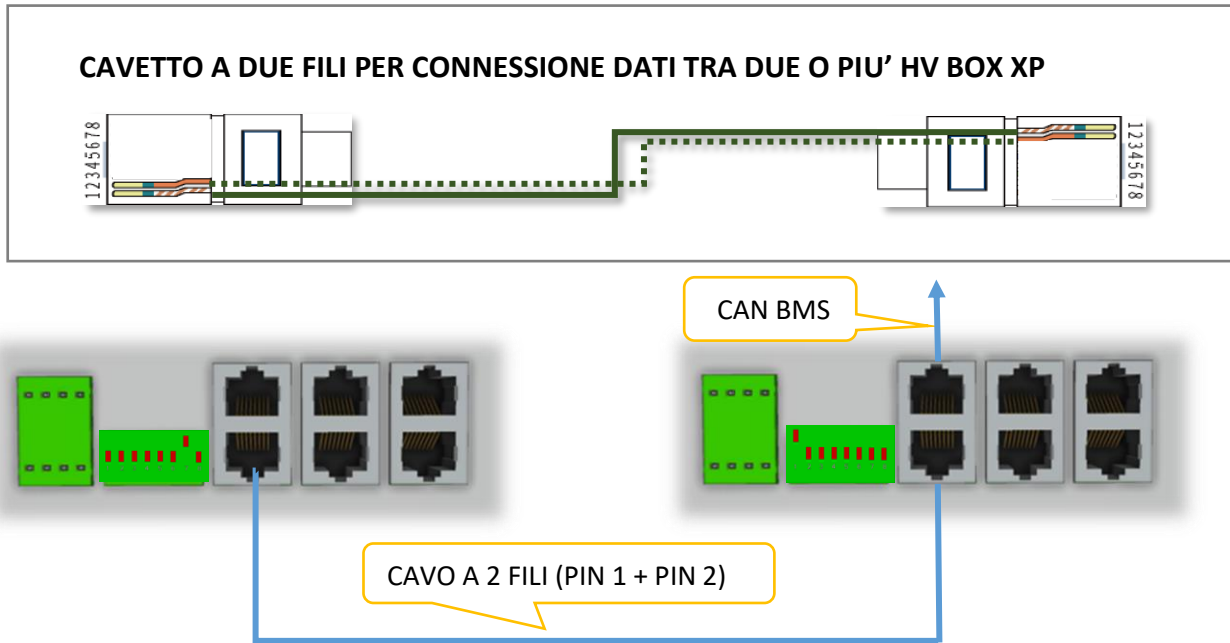 CAVETTO A DUE FILI PER CONNESSIONE DATI TRA DUE O PIU’ HV BOX XP
12345678
12345678
CAN BMS
CAVO A 2 FILI (PIN 1 + PIN 2)